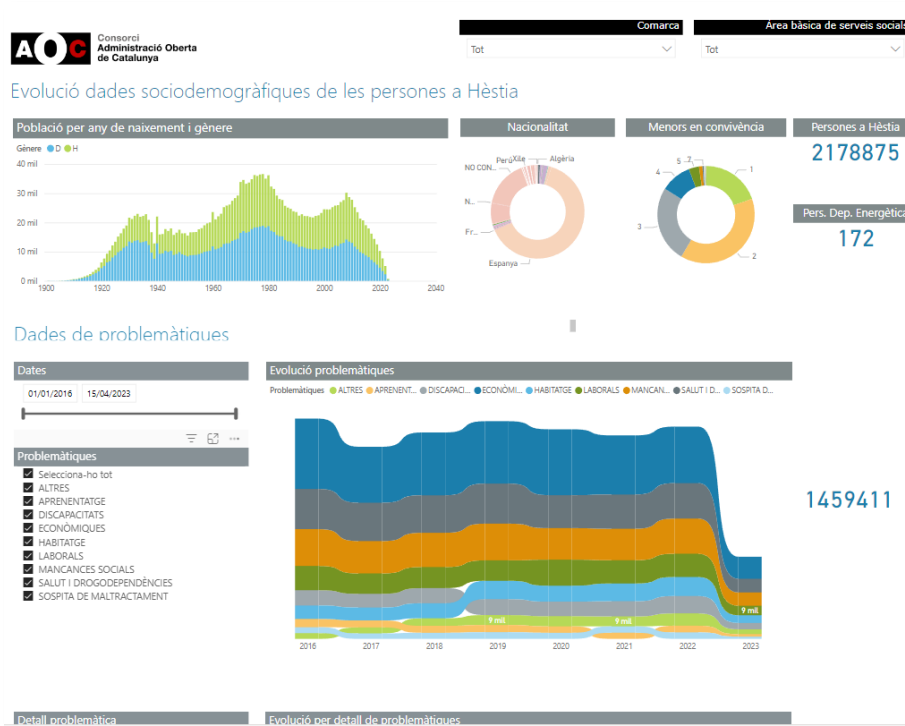 AOC
Consorci
Administració Oberta
de Catalunya
Comarca
Tot
Àrea bàsica de serveis socials
Tot
Evolució dades sociodemogràfiques de les persones a Hèstia
Població per any de naixement i gènere
Gènere D H
40 mil
30 mil
20 mil
10 mil
0 mil
1900 1920 1940 1960 1980 2000 2020 2040
Nacionalitat
NO CON... Perú Xile Algèria
N...
Fr...
Espanya
Menors en convivència
5 ..7.. 1
4
3
2
Persones a Hèstia
2178875
Pers. Dep. Energètica
172
Dades de problemàtiques
Dates
01/01/2016 15/04/2023
Problemàtiques
Selecciona-ho tot
ALTRES
APRENENTATGE
DISCAPACITATS
ECONÒMIQUES
HABITATGE
LABORALS
MANCANCES SOCIALS
SALUT I DROGODEPENDÈNCIES
SOSPITA DE MALTRACTAMENT
Evolució problemàtiques
Problemàtiques ALTRES APRENENT... DISCAPACI... ECONÒMI... HABITATGE LABORALS MANCAN... SALUT I D... SOSPITA D...
9 mil 9 mil 9 mil
2016 2017 2018 2019 2020 2021 2022 2023
1459411
Detall problemàtica
Evolució per detall de problemàtiques